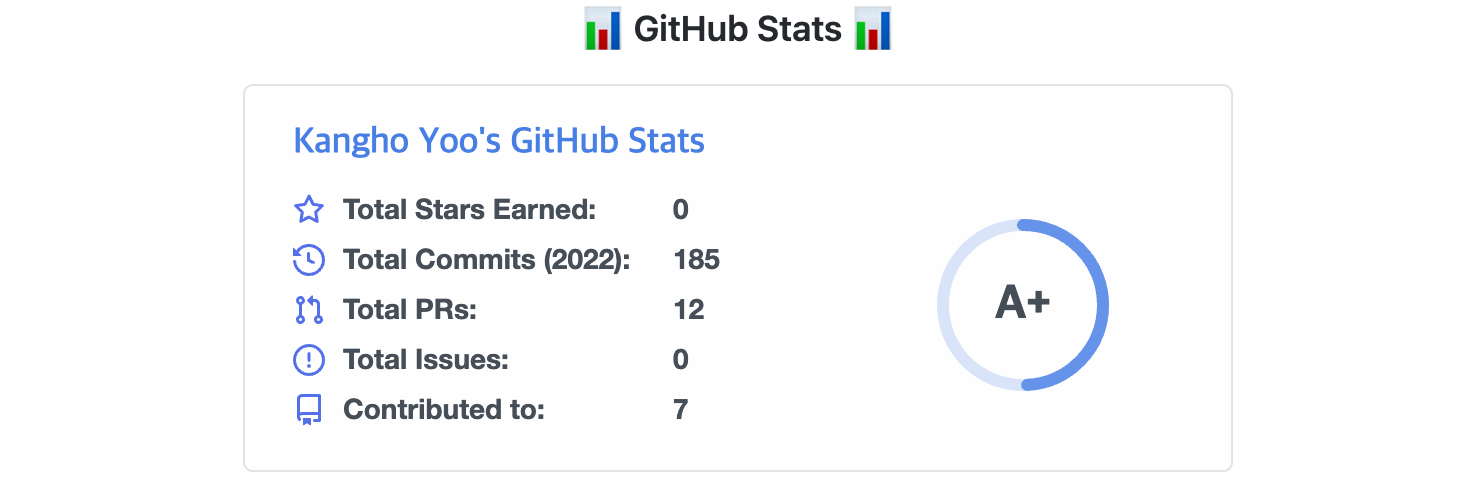 📊 GitHub Stats 📊
Kangho Yoo's GitHub Stats
Total Stars Earned: 0
Total Commits (2022): 185
Total PRs: 12
Total Issues: 0
Contributed to: 7
A+